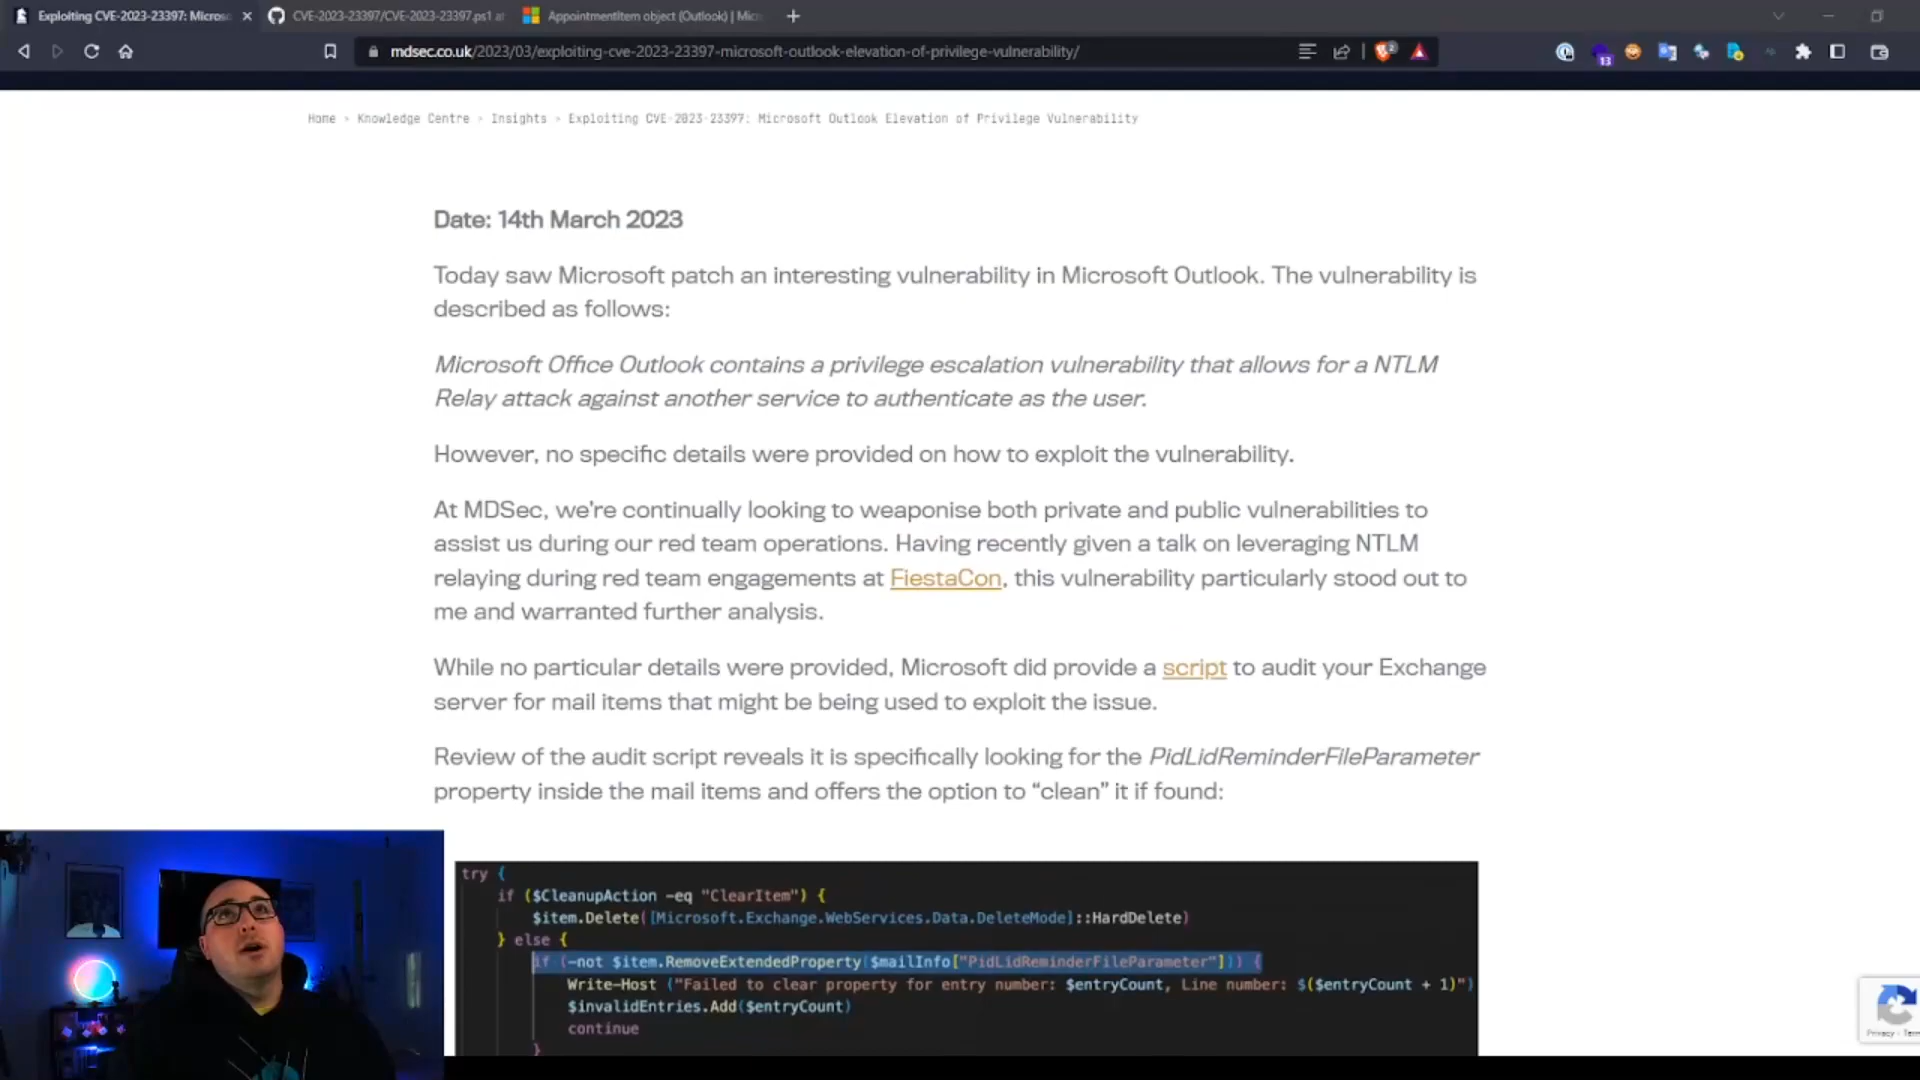 Exploiting CVE-2023-23397: Micros
CVE-2023-23397/CVE-2023-23397.ps1 at
AppointmentItem object (Outlook) | Mic
mdsec.co.uk/2023/03/exploiting-cve-2023-23397-microsoft-outlook-elevation-of-privilege-vulnerability/
2
13
Home > Knowledge Centre > Insights > Exploiting CVE-2023-23397: Microsoft Outlook Elevation of Privilege Vulnerability
Date: 14th March 2023
Today saw Microsoft patch an interesting vulnerability in Microsoft Outlook. The vulnerability is
described as follows:
Microsoft Office Outlook contains a privilege escalation vulnerability that allows for a NTLM
Relay attack against another service to authenticate as the user.
However, no specific details were provided on how to exploit the vulnerability.
At MDSec, we're continually looking to weaponise both private and public vulnerabilities to
assist us during our red team operations. Having recently given a talk on leveraging NTLM
relaying during red team engagements at FiestaCon, this vulnerability particularly stood out to
me and warranted further analysis.
While no particular details were provided, Microsoft did provide a script to audit your Exchange
server for mail items that might be being used to exploit the issue.
Review of the audit script reveals it is specifically looking for the PidLidReminderFileParameter
property inside the mail items and offers the option to “clean” it if found:
try {
if ($CleanupAction -eq "ClearItem") {
$item.Delete([Microsoft.Exchange.WebServices.Data.DeleteMode]::HardDelete)
} else {
if (-not $item.RemoveExtendedProperty($mailInfo["PidLidReminderFileParameter"])) {
Write-Host ("Failed to clear property for entry number: $entryCount, Line number: $($entryCount + 1)")
$invalidEntries.Add($entryCount)
continue
}
Privacy - Term